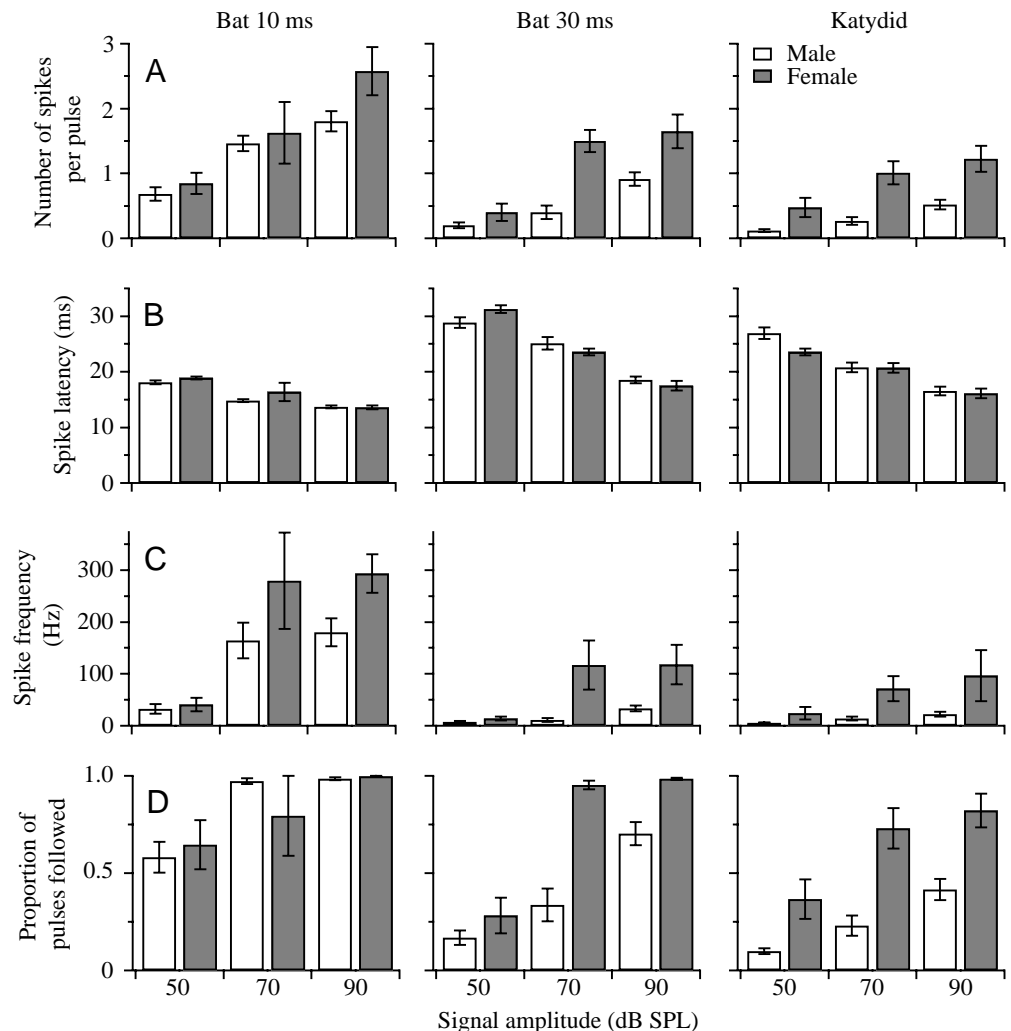 Bat 10 ms
Bat 30 ms
Katydid
A
Number of spikes
per pulse
3
2
1
0
Male
Female
B
Spike latency (ms)
30
20
10
0
C
Spike frequency
(Hz)
300
200
100
0
D
Proportion of
pulses followed
1.0
0.5
0
50 70 90
50 70 90
50 70 90
Signal amplitude (dB SPL)